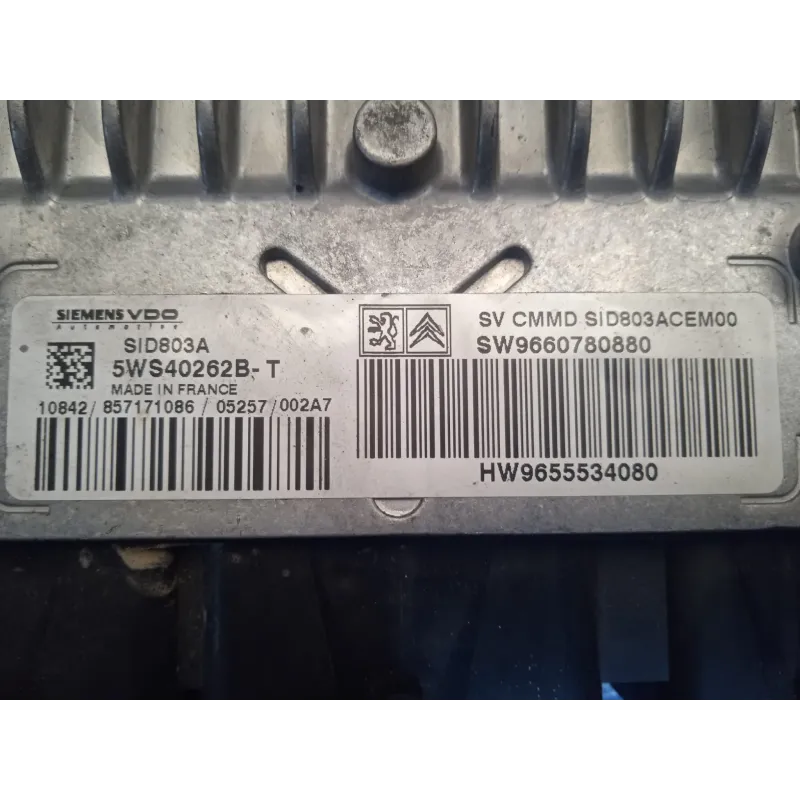 SIEMENS VDO
Automotive
SID803A
5WS40262B-T
MADE IN FRANCE
10842/857171086/05257/002A7
SV CMMD SID803ACEM00
SW9660780880
HW9655534080